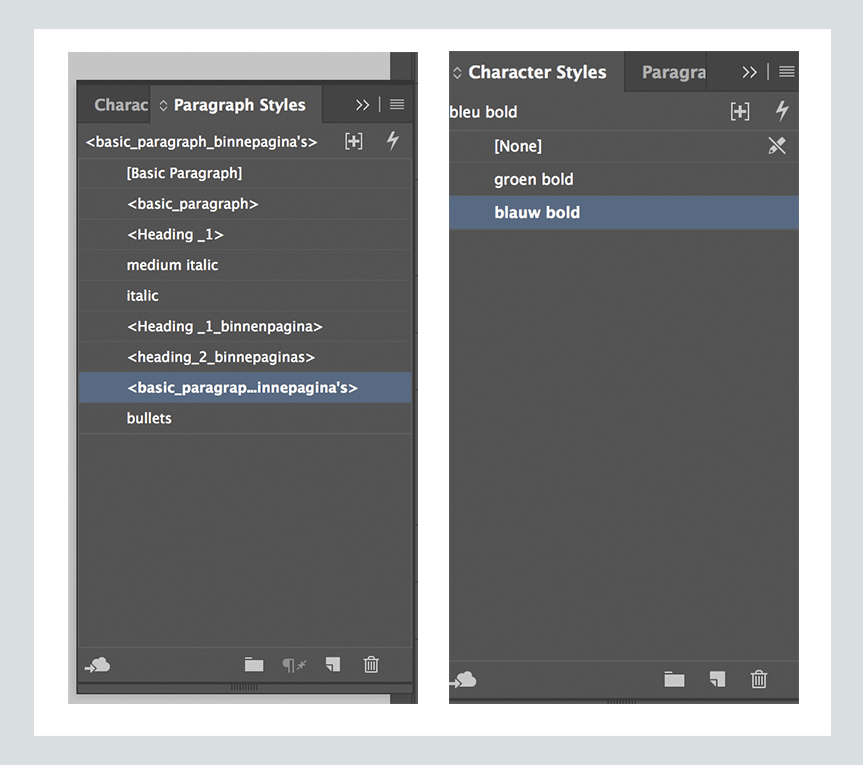 Charac Paragraph Styles
<basic_paragraph_binnepagina's>
[Basic Paragraph]
<basic_paragraph>
<Heading _1>
medium italic
italic
<Heading _1_binnenpagina>
<heading_2_binnepaginas>
<basic_paragrap...innepagina's>
bullets
Character Styles Paragra
bleu bold
[None]
groen bold
blauw bold